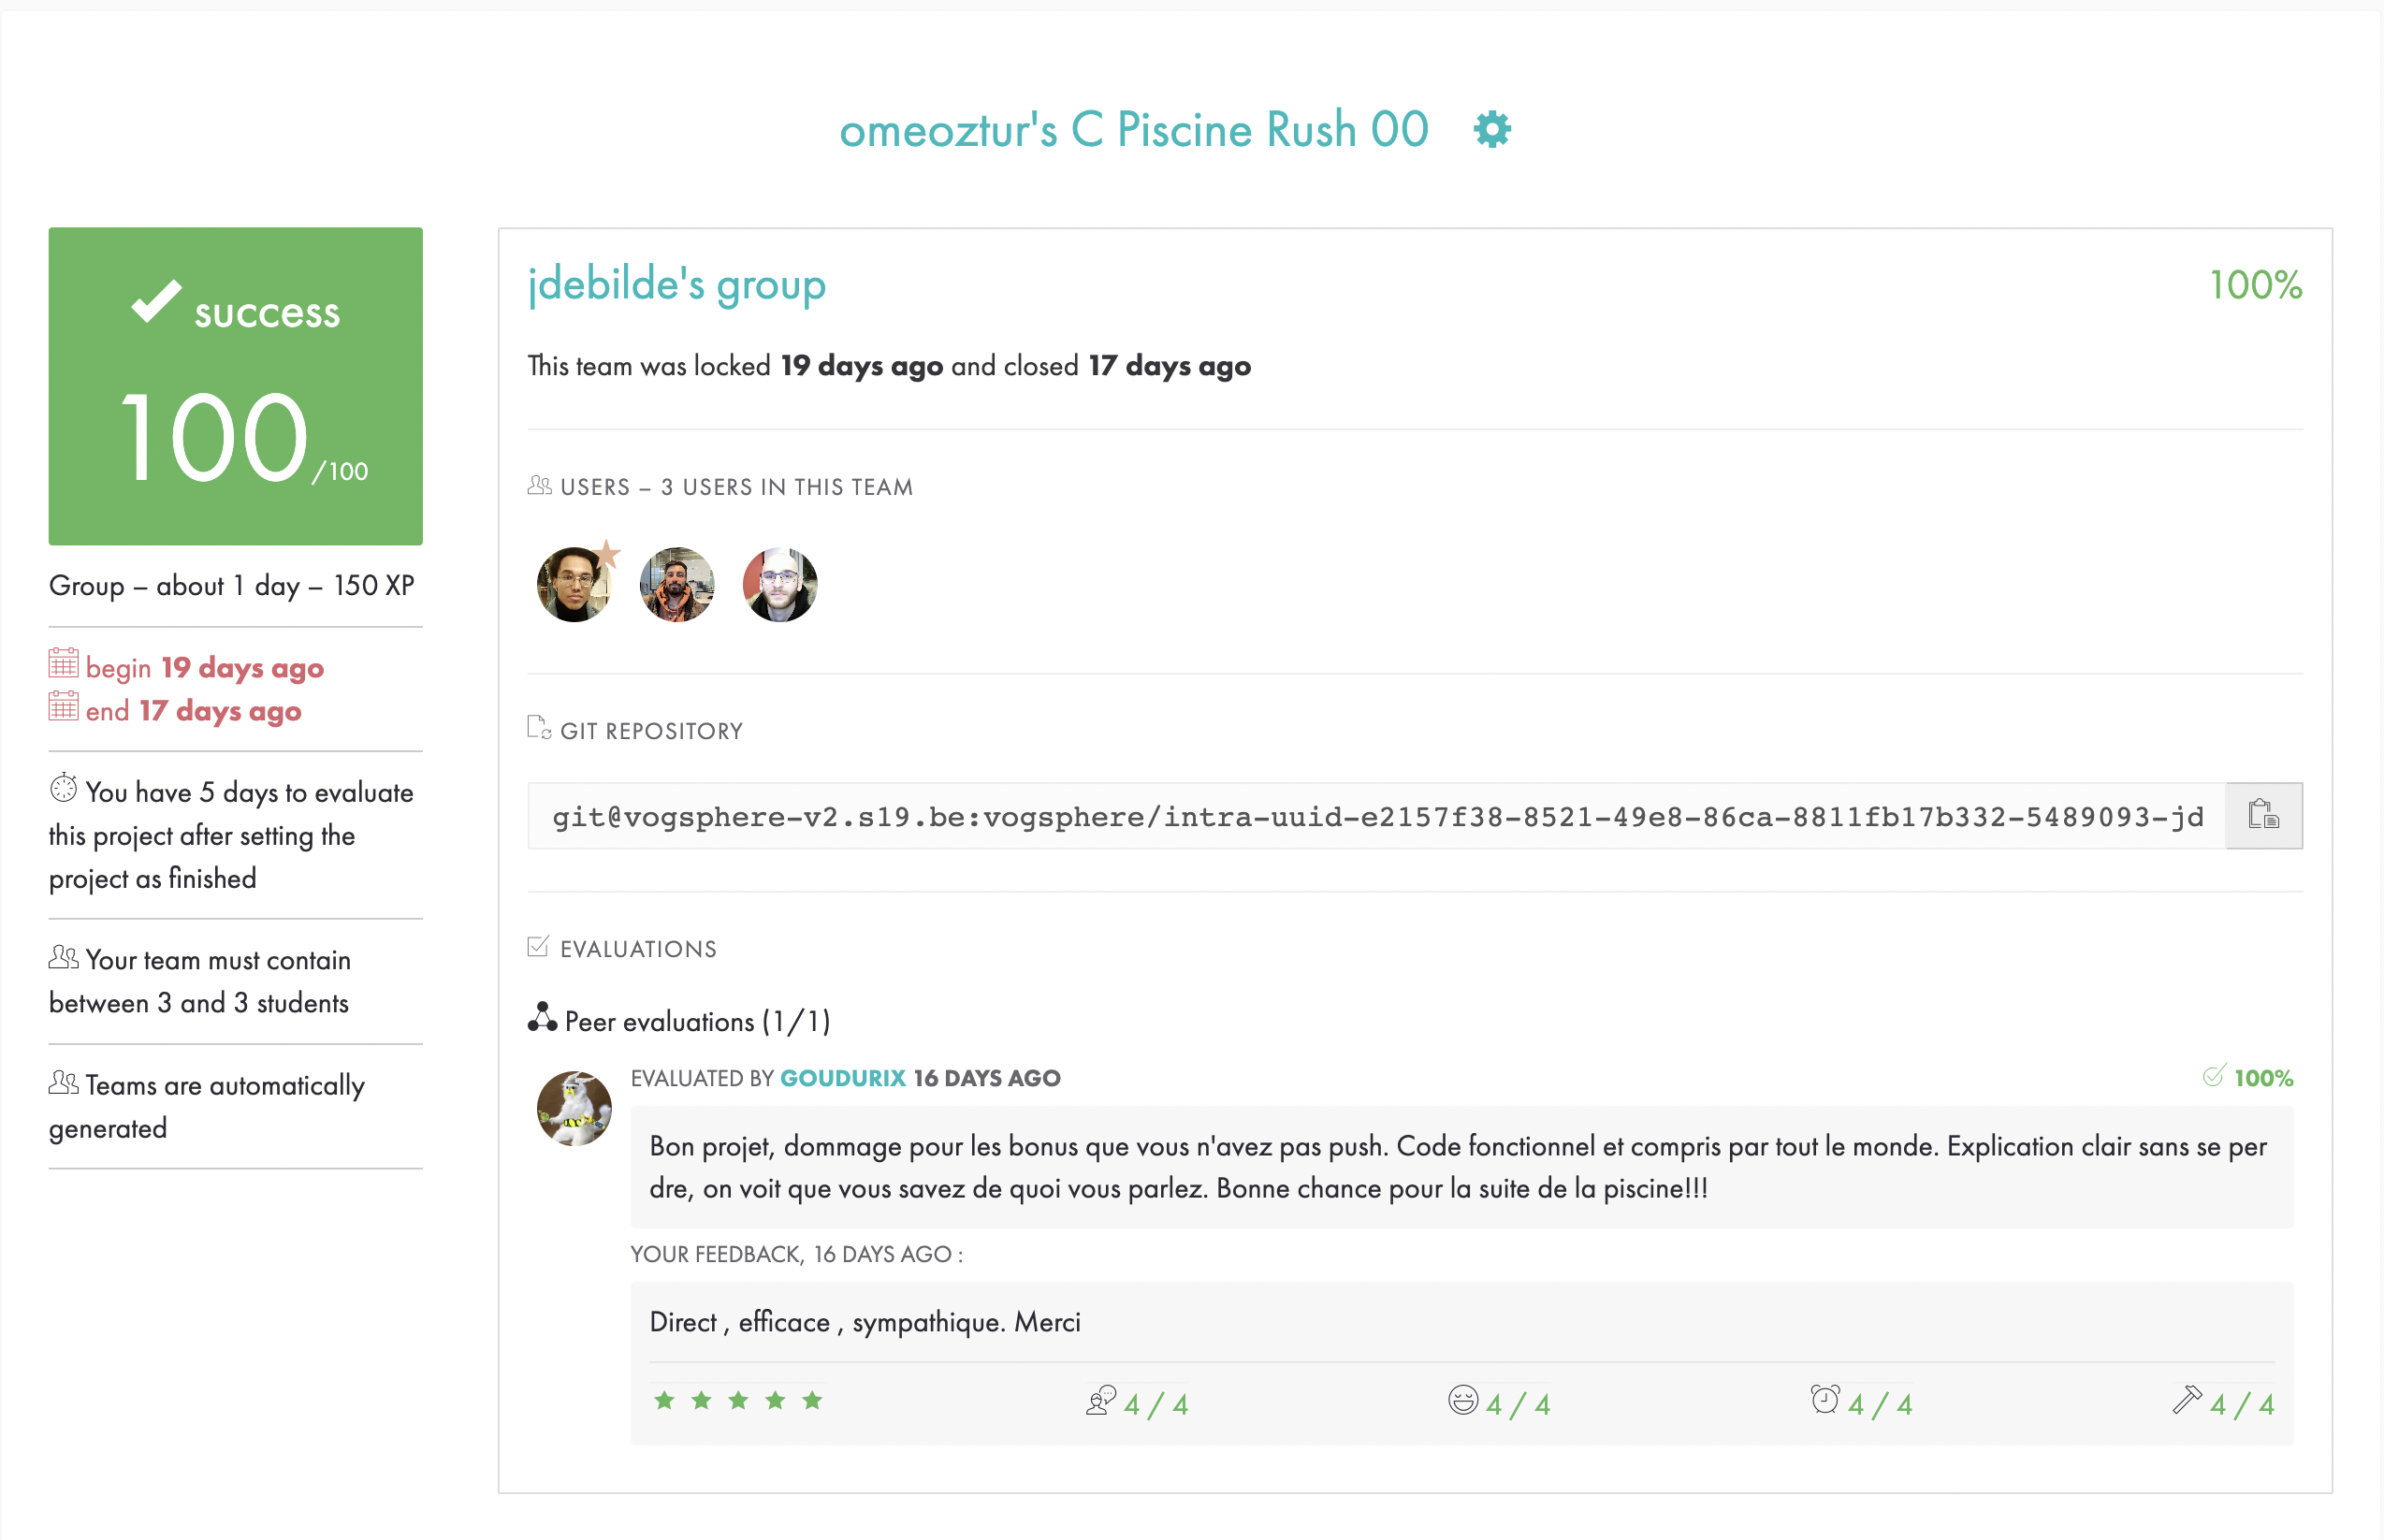 omeoztur's C Piscine Rush 00
success
100/100
Group – about 1 day – 150 XP
begin 19 days ago
end 17 days ago
You have 5 days to evaluate
this project after setting the
project as finished
Your team must contain
between 3 and 3 students
Teams are automatically
generated
jdebilde's group
100%
This team was locked 19 days ago and closed 17 days ago
USERS – 3 USERS IN THIS TEAM
GIT REPOSITORY
git@vogsphere-v2.s19.be:vogsphere/intra-uuid-e2157f38-8521-49e8-86ca-8811fb17b332-5489093-jd
EVALUATIONS
Peer evaluations (1/1)
EVALUATED BY GOUDURIX 16 DAYS AGO
100%
Bon projet, dommage pour les bonus que vous n'avez pas push. Code fonctionnel et compris par tout le monde. Explication clair sans se per
dre, on voit que vous savez de quoi vous parlez. Bonne chance pour la suite de la piscine!!!
YOUR FEEDBACK, 16 DAYS AGO :
Direct , efficace , sympathique. Merci
4 / 4 4 / 4 4 / 4 4 / 4